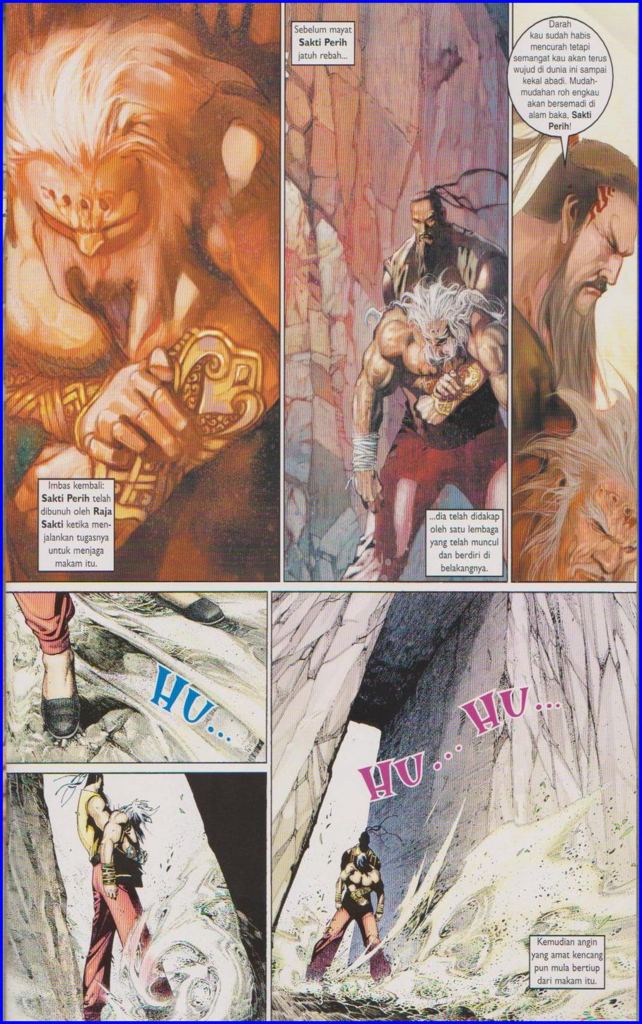 Imbas kembali:
Sakti Perih telah
dibunuh oleh Raja
Sakti ketika men-
jalankan tugasnya
untuk menjaga
makam itu.
Sebelum mayat
Sakti Perih
jatuh rebah...
...dia telah didakap
oleh satu lembaga
yang telah muncul
dan berdiri di
belakangnya.
Darah
kau sudah habis
mencurah tetapi
semangat kau akan terus
wujud di dunia ini sampai
kekal abadi. Mudah-
mudahan roh engkau
akan bersemadi di
alam baka, Sakti
Perih!
HU...
HU... HU...
Kemudian angin
yang amat kencang
pun mula bertiup
dari makam itu.